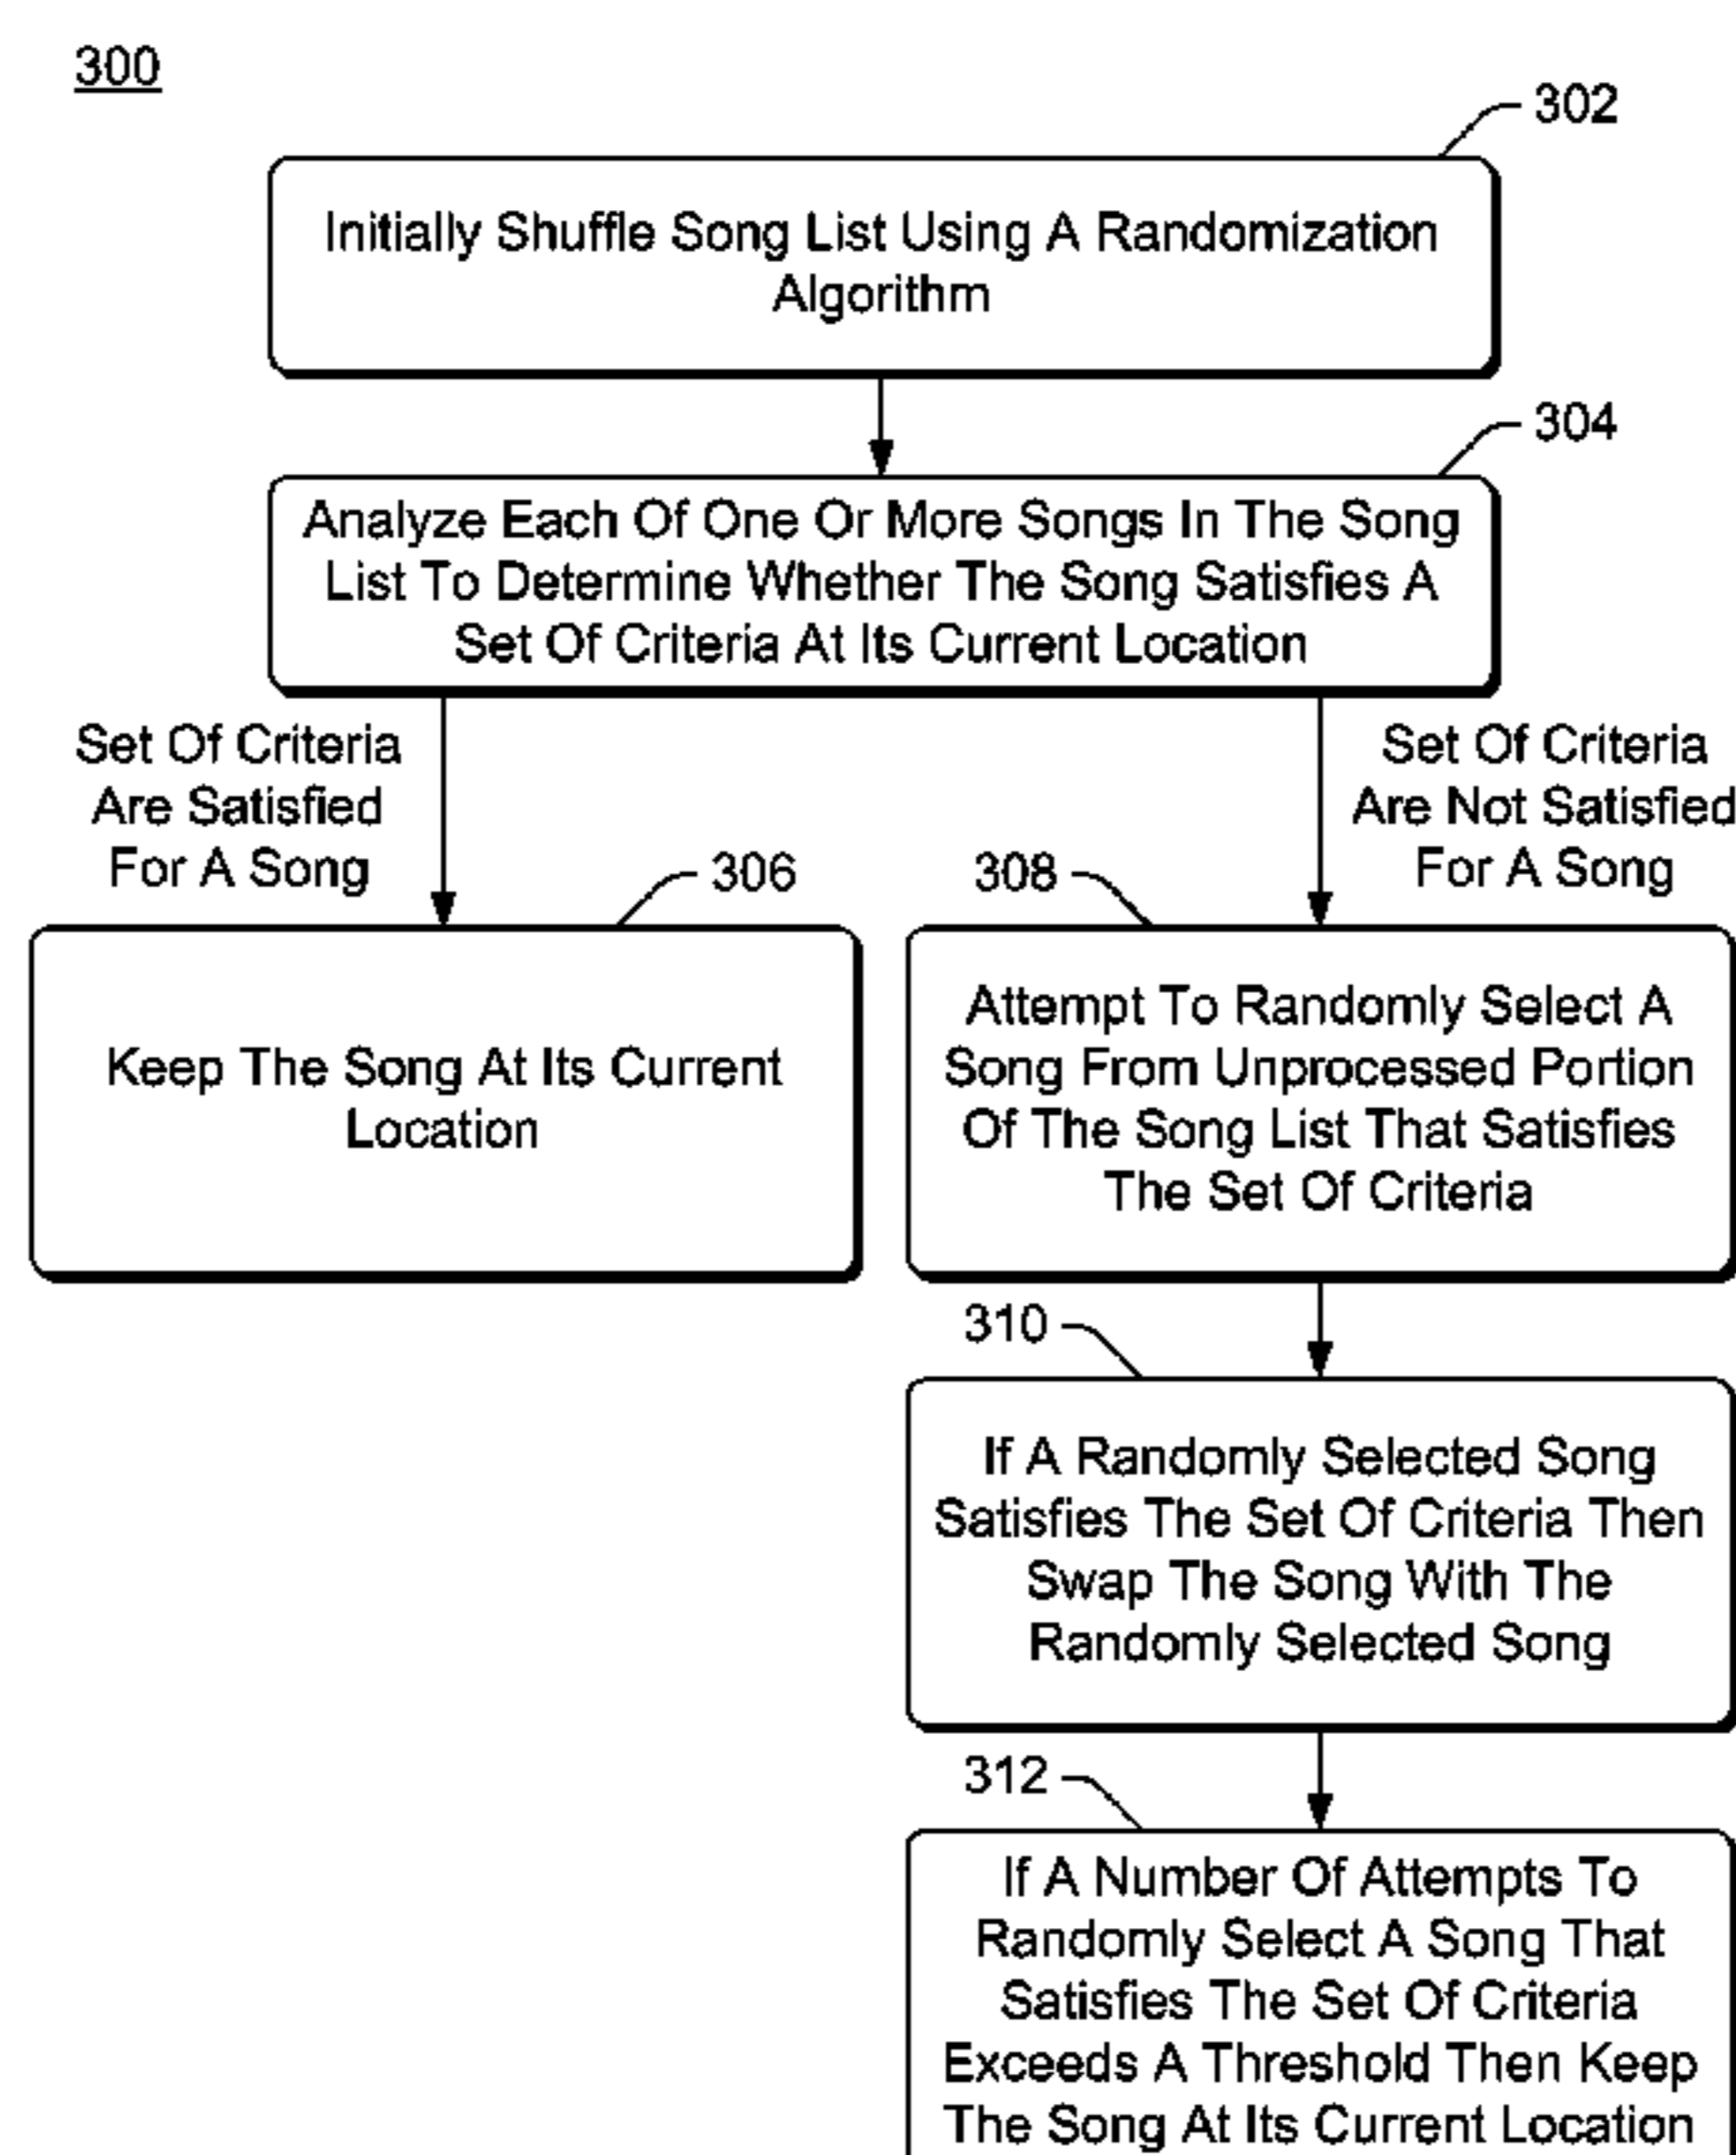 300
302
Initially Shuffle Song List Using A Randomization
Algorithm
304
Analyze Each Of One Or More Songs In The Song
List To Determine Whether The Song Satisfies A
Set Of Criteria At Its Current Location
Set Of Criteria
Are Satisfied
For A Song
Set Of Criteria
Are Not Satisfied
For A Song
306
Keep The Song At Its Current
Location
308
Attempt To Randomly Select A
Song From Unprocessed Portion
Of The Song List That Satisfies
The Set Of Criteria
310
If A Randomly Selected Song
Satisfies The Set Of Criteria Then
Swap The Song With The
Randomly Selected Song
312
If A Number Of Attempts To
Randomly Select A Song That
Satisfies The Set Of Criteria
Exceeds A Threshold Then Keep
The Song At Its Current Location